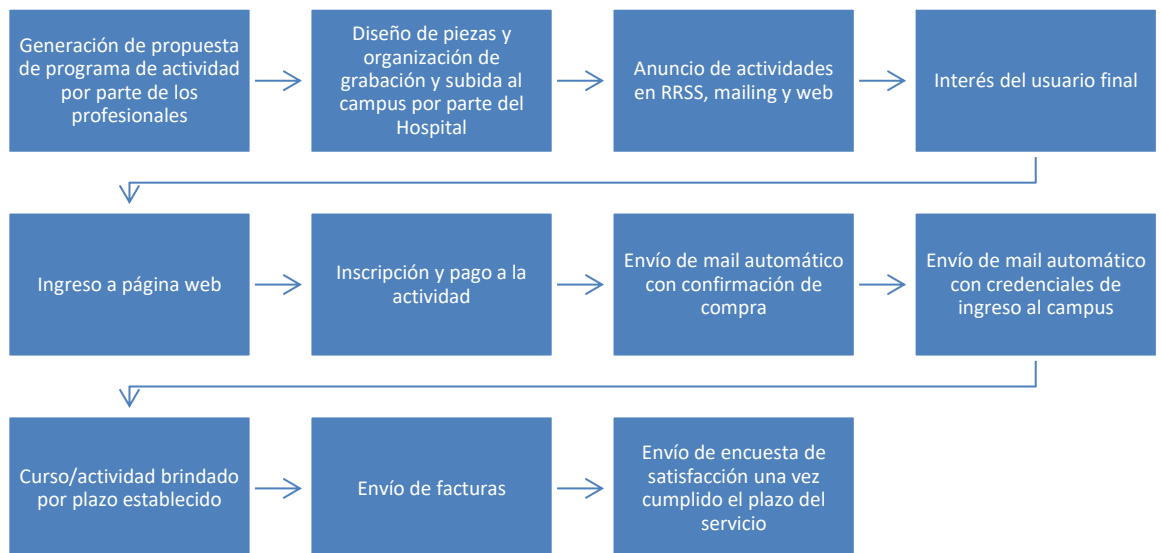 Generación de propuesta
de programa de actividad
por parte de los
profesionales
Diseño de piezas y
organización de
grabación y subida al
campus por parte del
Hospital
Anuncio de actividades
en RRSS, mailing y web
Interés del usuario final
Ingreso a página web
Inscripción y pago a la
actividad
Envío de mail automático
con confirmación de
compra
Envío de mail automático
con credenciales de
ingreso al campus
Curso/actividad brindado
por plazo establecido
Envío de facturas
Envío de encuesta de
satisfacción una vez
cumplido el plazo del
servicio